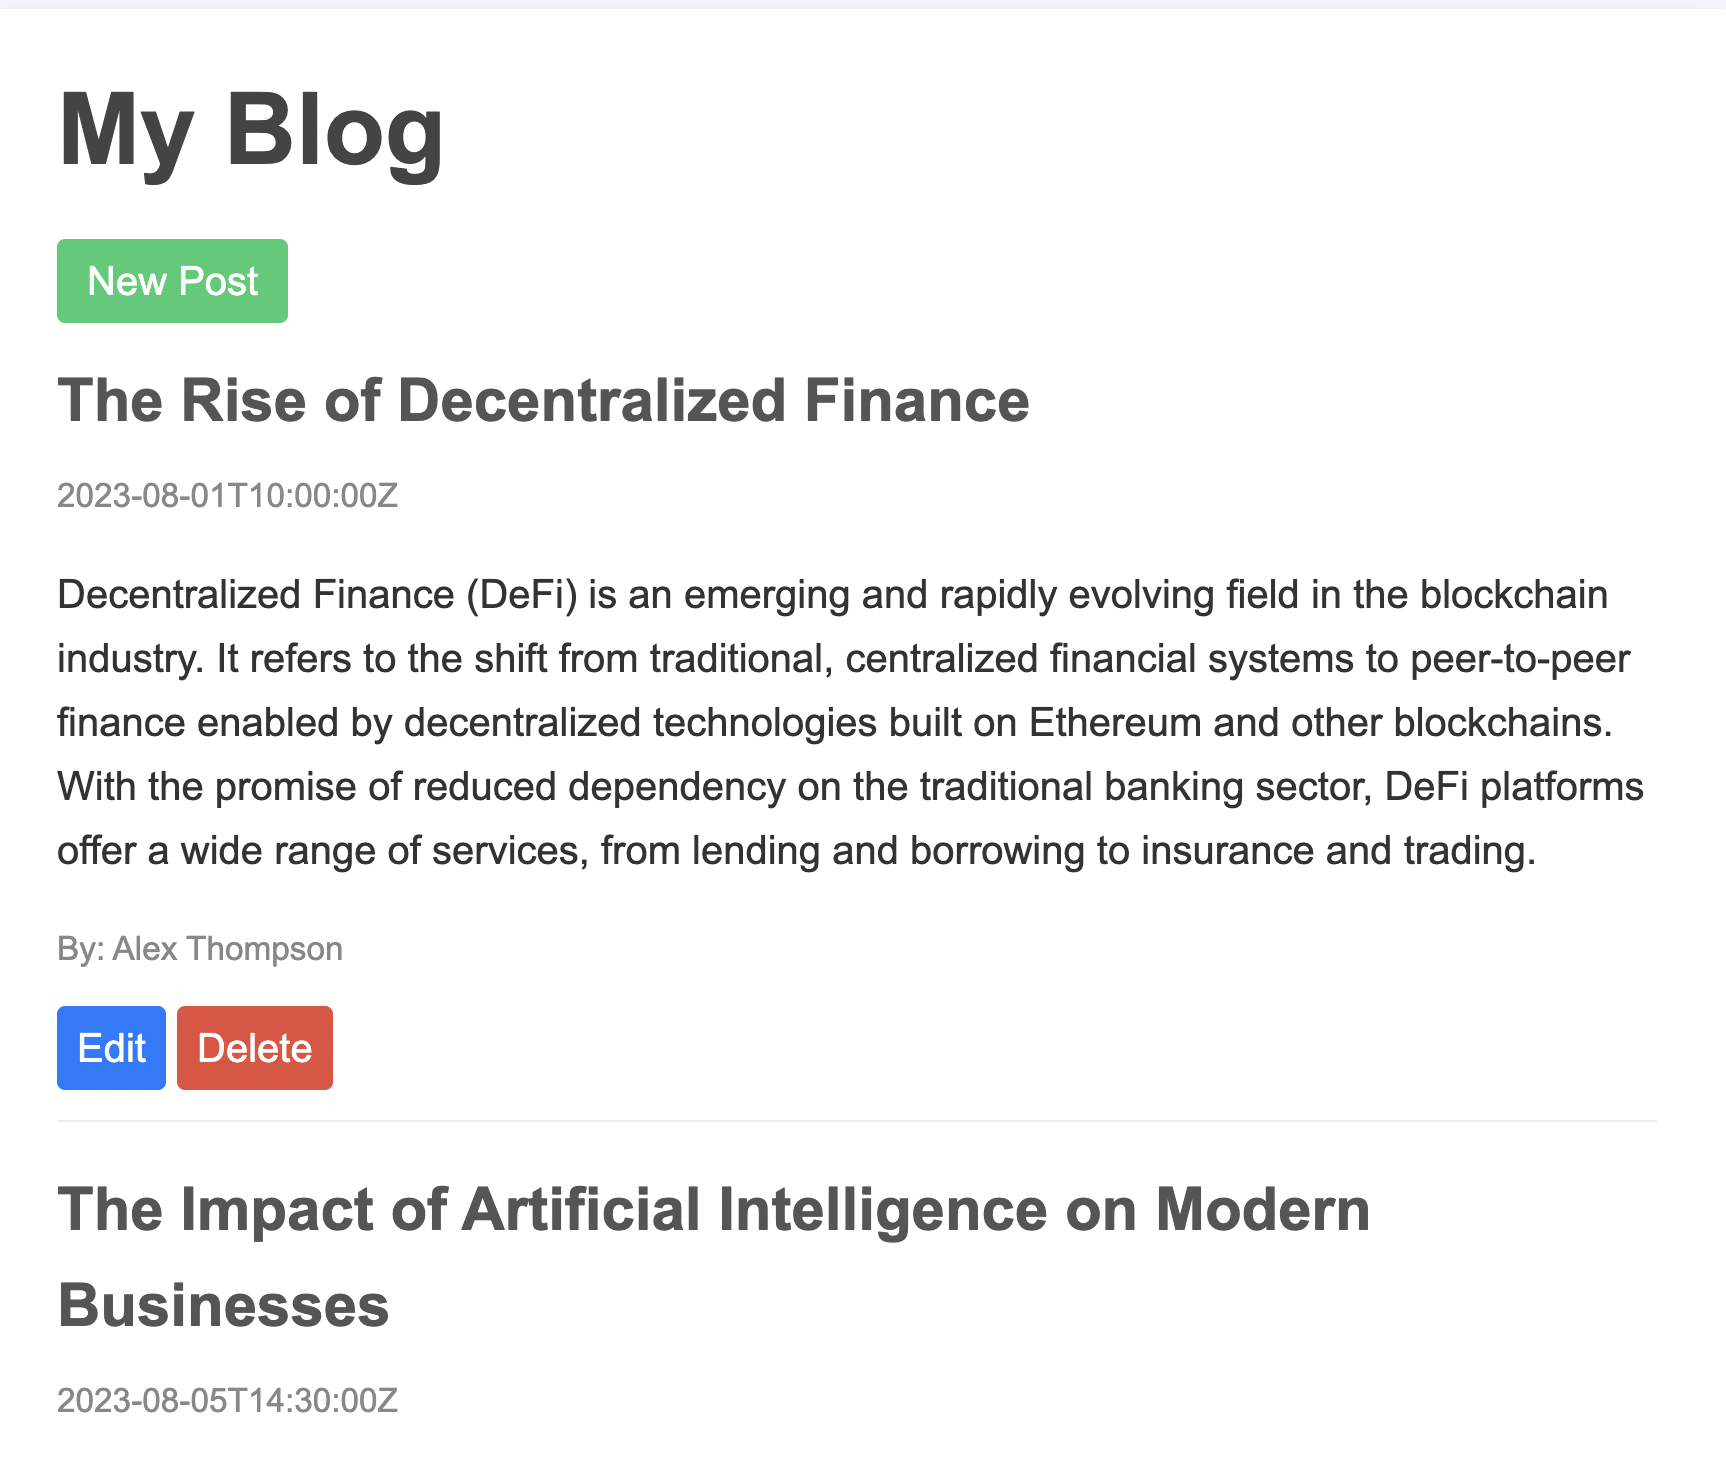 My Blog
New Post
The Rise of Decentralized Finance
2023-08-01T10:00:00Z
Decentralized Finance (DeFi) is an emerging and rapidly evolving field in the blockchain
industry. It refers to the shift from traditional, centralized financial systems to peer-to-peer
finance enabled by decentralized technologies built on Ethereum and other blockchains.
With the promise of reduced dependency on the traditional banking sector, DeFi platforms
offer a wide range of services, from lending and borrowing to insurance and trading.
By: Alex Thompson
Edit Delete
The Impact of Artificial Intelligence on Modern
Businesses
2023-08-05T14:30:00Z